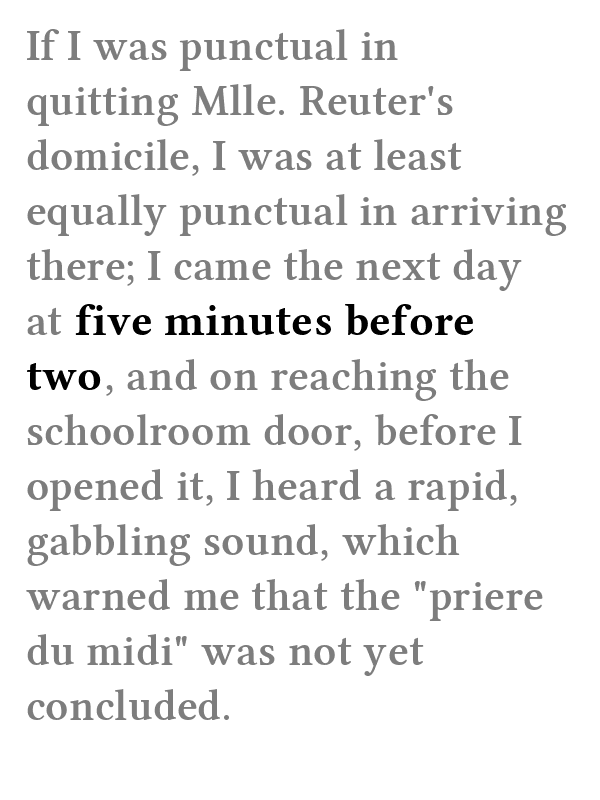 If I was punctual in
quitting Mlle. Reuter's
domicile, I was at least
equally punctual in arriving
there; I came the next day
at five minutes before
two, and on reaching the
schoolroom door, before I
opened it, I heard a rapid,
gabbling sound, which
warned me that the "priere
du midi" was not yet
concluded.